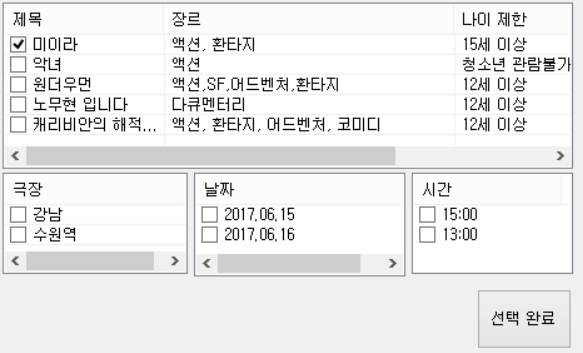 제목 장르 나이 제한
미이라 액션, 환타지 15세 이상
악녀 액션 청소년 관람불가
원더우먼 액션,SF,어드벤처,환타지 12세 이상
노무현 입니다 다큐멘터리 12세 이상
캐리비안의 해적... 액션, 환타지, 어드벤처, 코미디 12세 이상
극장 날짜 시간
강남 2017,06,15 15:00
수원역 2017,06,16 13:00
선택 완료